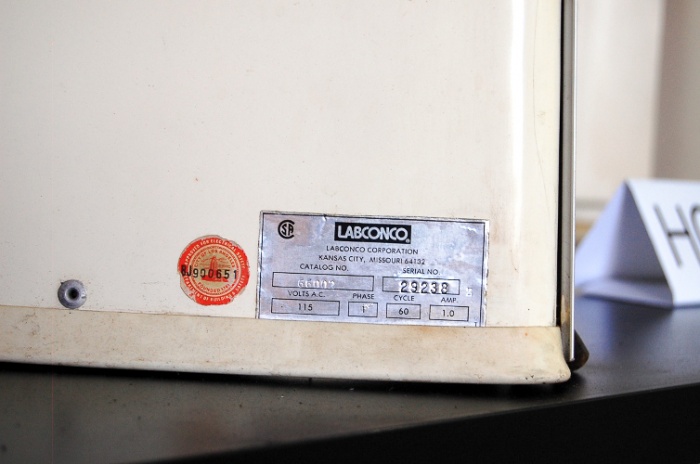 LABCONCO
LABCONCO CORPORATION
KANSAS CITY, MISSOURI 64132
CATALOG NO. SERIAL NO.
29238
VOLTS A.C. PHASE CYCLE AMP.
115 1 60 1.0
BJ900651